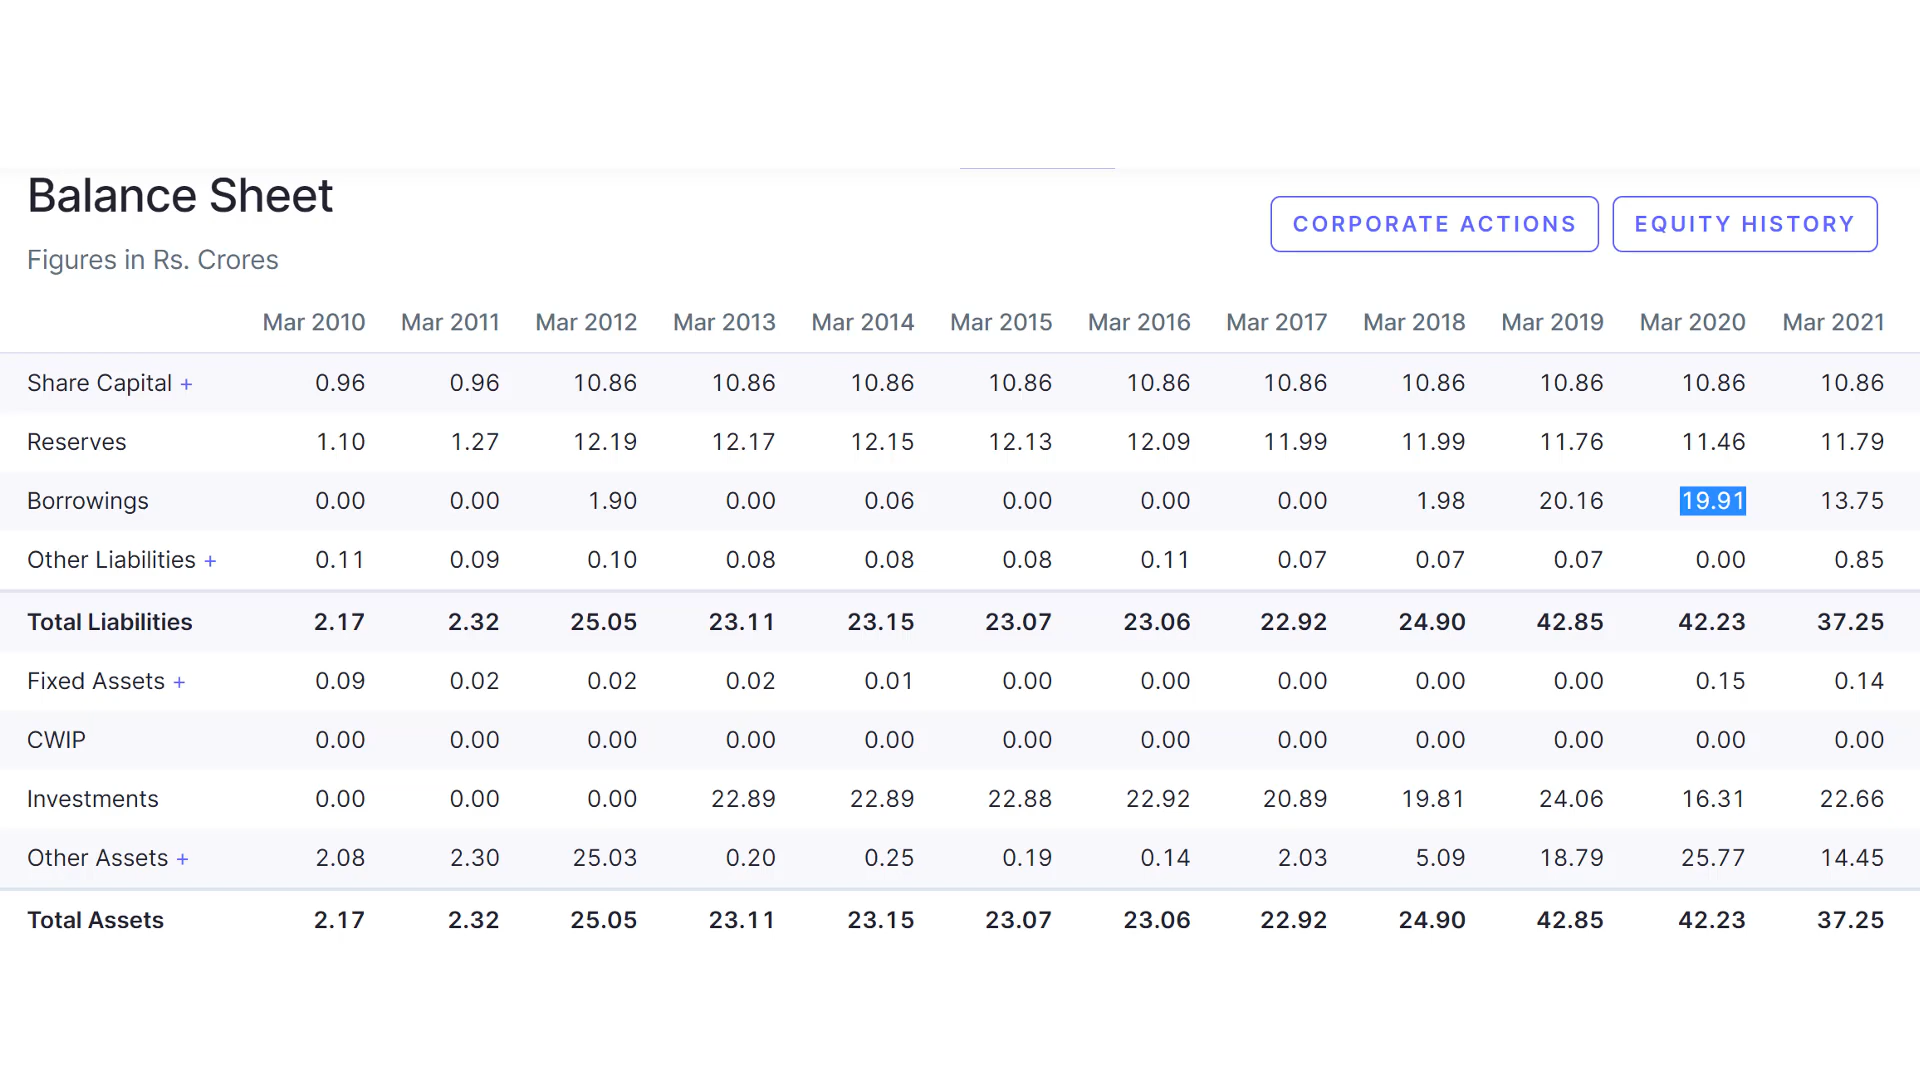 Balance Sheet
CORPORATE ACTIONS EQUITY HISTORY
Figures in Rs. Crores
Mar 2010 Mar 2011 Mar 2012 Mar 2013 Mar 2014 Mar 2015 Mar 2016 Mar 2017 Mar 2018 Mar 2019 Mar 2020 Mar 2021
Share Capital + 0.96 0.96 10.86 10.86 10.86 10.86 10.86 10.86 10.86 10.86 10.86 10.86
Reserves 1.10 1.27 12.19 12.17 12.15 12.13 12.09 11.99 11.99 11.76 11.46 11.79
Borrowings 0.00 0.00 1.90 0.00 0.06 0.00 0.00 0.00 1.98 20.16 19.91 13.75
Other Liabilities + 0.11 0.09 0.10 0.08 0.08 0.08 0.11 0.07 0.07 0.07 0.00 0.85
Total Liabilities 2.17 2.32 25.05 23.11 23.15 23.07 23.06 22.92 24.90 42.85 42.23 37.25
Fixed Assets + 0.09 0.02 0.02 0.02 0.01 0.00 0.00 0.00 0.00 0.00 0.15 0.14
CWIP 0.00 0.00 0.00 0.00 0.00 0.00 0.00 0.00 0.00 0.00 0.00 0.00
Investments 0.00 0.00 0.00 22.89 22.89 22.88 22.92 20.89 19.81 24.06 16.31 22.66
Other Assets + 2.08 2.30 25.03 0.20 0.25 0.19 0.14 2.03 5.09 18.79 25.77 14.45
Total Assets 2.17 2.32 25.05 23.11 23.15 23.07 23.06 22.92 24.90 42.85 42.23 37.25